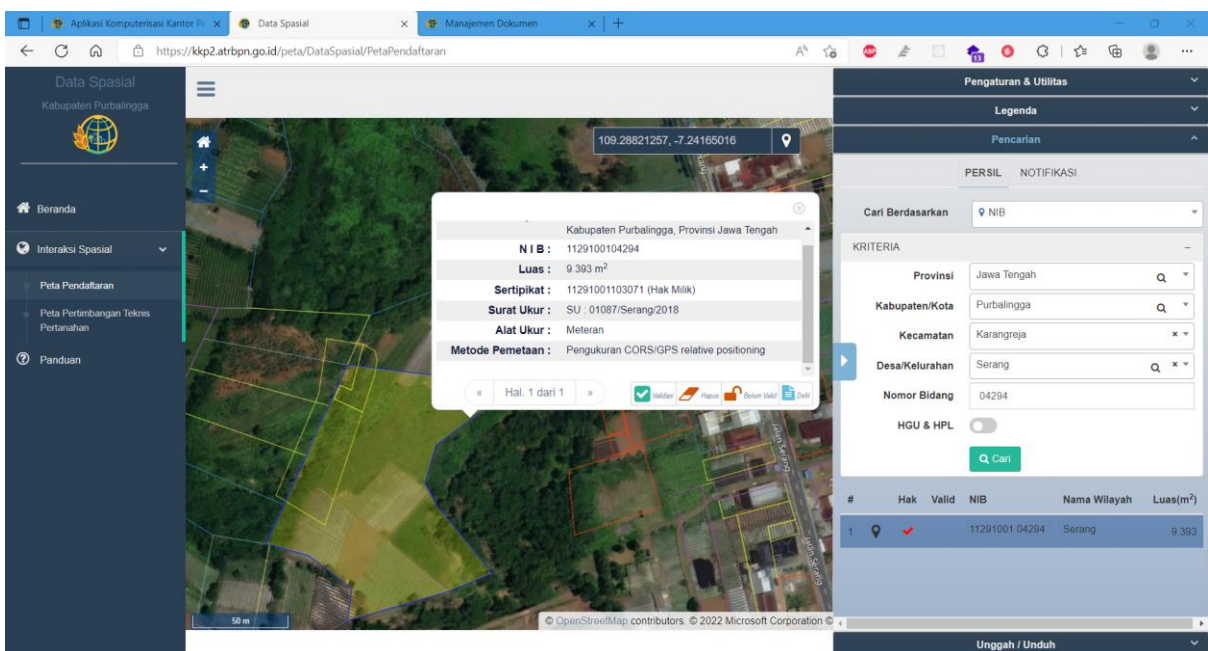 Aplikasi Komputerisasi Kantor Pe
Data Spasial
Manajemen Dokumen
https://kkp2.atrbpn.go.id/peta/DataSpasial/PetaPendaftaran
Data Spasial
Kabupaten Purbalingga
Beranda
Interaksi Spasial
Peta Pendaftaran
Peta Pertimbangan Teknis
Pertanahan
Panduan
109.28821257, -7.24165016
Kabupaten Purbalingga, Provinsi Jawa Tengah
N I B : 1129100104294
Luas : 9.393 m²
Sertipikat : 11291001103071 (Hak Milik)
Surat Ukur : SU : 01087/Serang/2018
Alat Ukur : Meteran
Metode Pemetaan : Pengukuran CORS/GPS relative positioning
« Hal. 1 dari 1 »
Validasi Hapus Belum Valid Detil
Jalan Serang
Jalan Serang
50 m
© OpenStreetMap contributors. © 2022 Microsoft Corporation ©
Pengaturan & Utilitas
Legenda
Pencarian
PERSIL NOTIFIKASI
Cari Berdasarkan NIB
KRITERIA
Provinsi Jawa Tengah
Kabupaten/Kota Purbalingga
Kecamatan Karangreja
Desa/Kelurahan Serang
Nomor Bidang 04294
HGU & HPL
Cari
# Hak Valid NIB Nama Wilayah Luas(m²)
1 11291001.04294 Serang 9.393
Unggah / Unduh